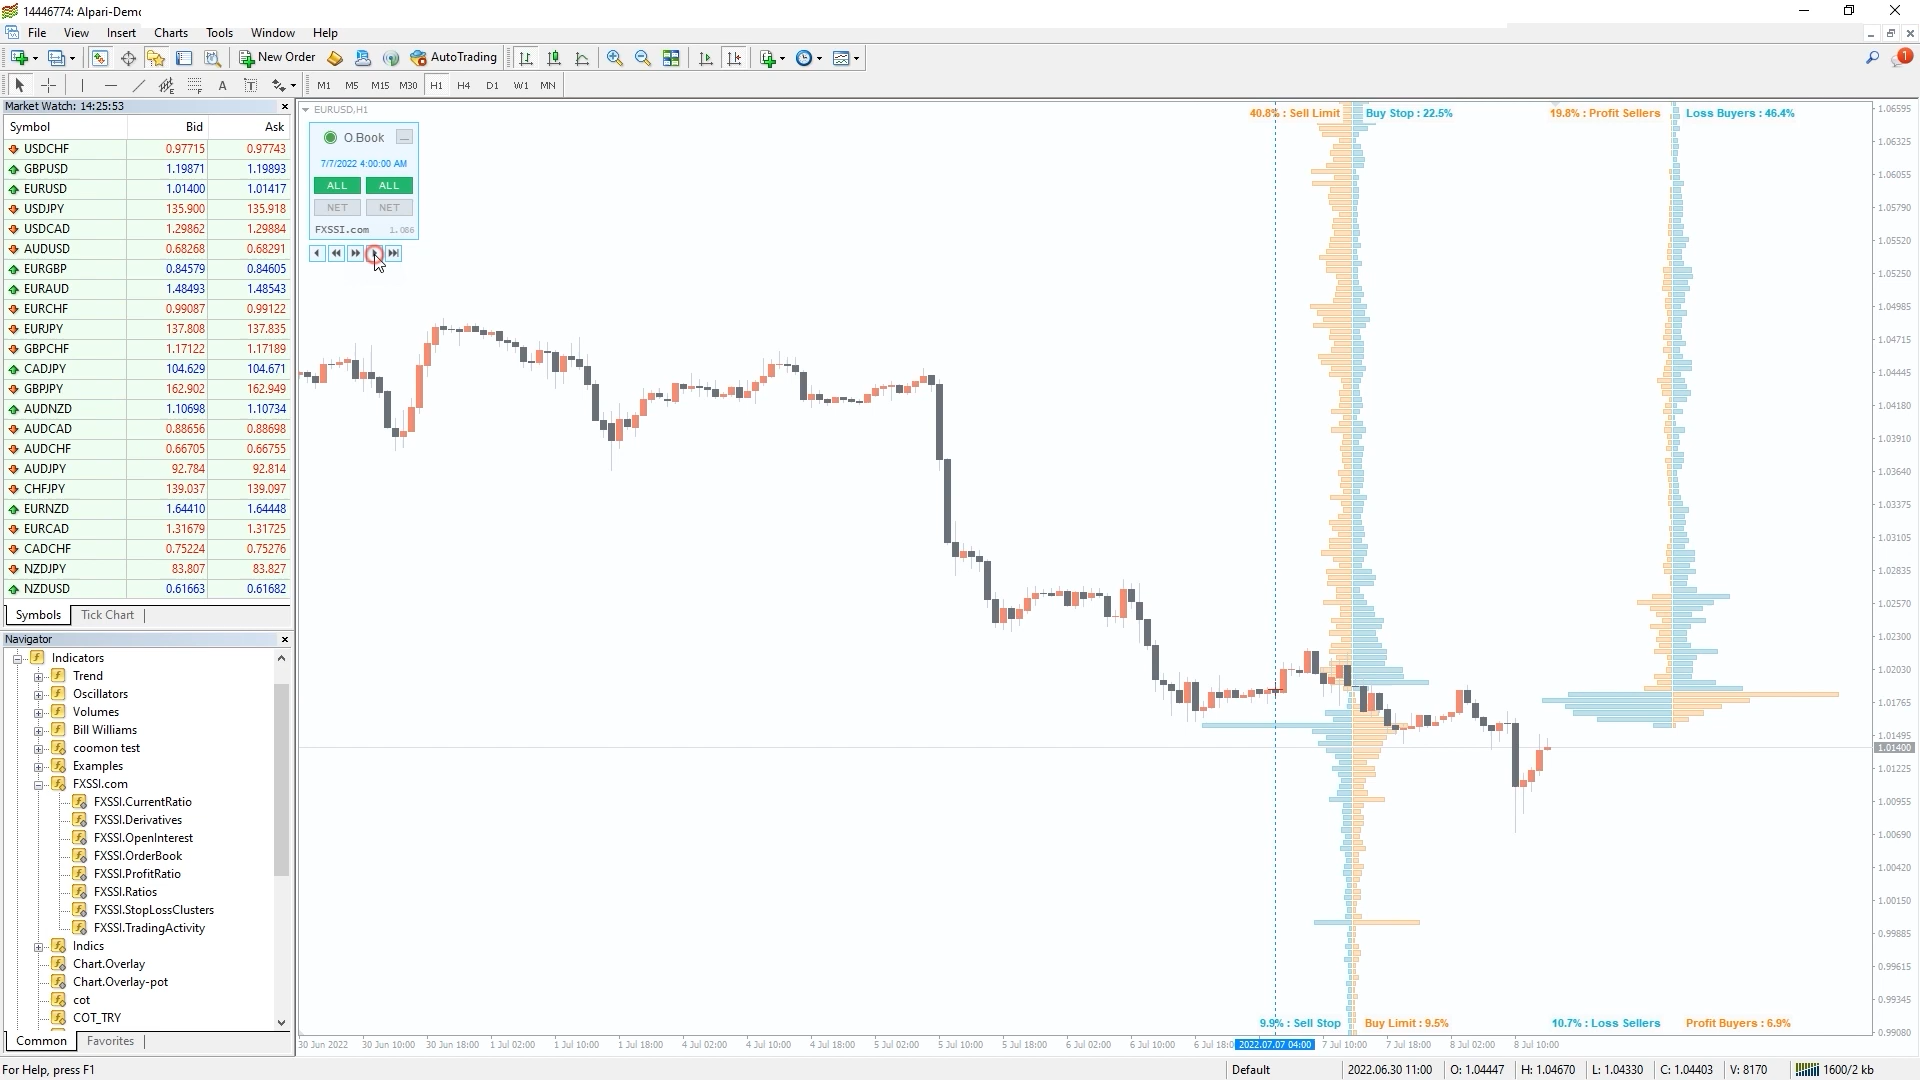 14446774: Alpari-Demo
File View Insert Charts Tools Window Help
New Order AutoTrading 1
A T M1 M5 M15 M30 H1 H4 D1 W1 MN
Market Watch: 14:25:53
Symbol Bid Ask
USDCHF 0.97715 0.97743
GBPUSD 1.19871 1.19893
EURUSD 1.01400 1.01417
USDJPY 135.900 135.918
USDCAD 1.29862 1.29884
AUDUSD 0.68268 0.68291
EURGBP 0.84579 0.84605
EURAUD 1.48493 1.48543
EURCHF 0.99087 0.99122
EURJPY 137.808 137.835
GBPCHF 1.17122 1.17189
CADJPY 104.629 104.671
GBPJPY 162.902 162.949
AUDNZD 1.10698 1.10734
AUDCAD 0.88656 0.88698
AUDCHF 0.66705 0.66755
AUDJPY 92.784 92.814
CHFJPY 139.037 139.097
EURNZD 1.64410 1.64448
EURCAD 1.31679 1.31725
CADCHF 0.75224 0.75276
NZDJPY 83.807 83.827
NZDUSD 0.61663 0.61682
Symbols Tick Chart
Navigator
Indicators
Trend
Oscillators
Volumes
Bill Williams
coomon test
Examples
FXSSI.com
FXSSI.CurrentRatio
FXSSI.Derivatives
FXSSI.OpenInterest
FXSSI.OrderBook
FXSSI.ProfitRatio
FXSSI.Ratios
FXSSI.StopLossClusters
FXSSI.TradingActivity
Indics
Chart.Overlay
Chart.Overlay-pot
cot
COT_TRY
Common Favorites
EURUSD,H1
O.Book
7/7/2022 4:00:00 AM
ALL ALL
NET NET
FXSSI.com 1.086
40.8% : Sell Limit Buy Stop : 22.5% 19.8% : Profit Sellers Loss Buyers : 46.4%
9.9% : Sell Stop Buy Limit : 9.5% 10.7% : Loss Sellers Profit Buyers : 6.9%
1.06595
1.06325
1.06055
1.05790
1.05520
1.05250
1.04985
1.04715
1.04445
1.04180
1.03910
1.03640
1.03375
1.03105
1.02835
1.02570
1.02300
1.02030
1.01765
1.01495
1.01400
1.01225
1.00955
1.00690
1.00420
1.00150
0.99885
0.99615
0.99345
0.99080
30 Jun 2022 30 Jun 10:00 30 Jun 18:00 1 Jul 02:00 1 Jul 10:00 1 Jul 18:00 4 Jul 02:00 4 Jul 10:00 4 Jul 18:00 5 Jul 02:00 5 Jul 10:00 5 Jul 18:00 6 Jul 02:00 6 Jul 10:00 6 Jul 18:0 2022.07.07 04:00 7 Jul 10:00 7 Jul 18:00 8 Jul 02:00 8 Jul 10:00
For Help, press F1 Default 2022.06.30 11:00 O: 1.04447 H: 1.04670 L: 1.04330 C: 1.04403 V: 8170 1600/2 kb